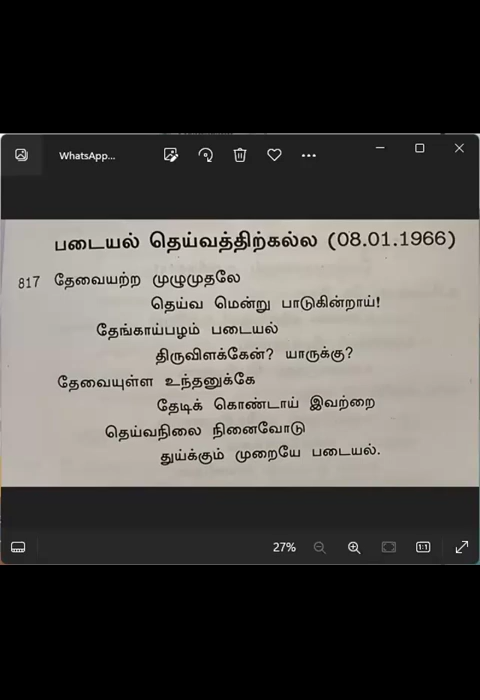 WhatsApp...
படையல் தெய்வத்திற்கல்ல (08.01.1966)
817 தேவையற்ற முழுமுதலே
தெய்வ மென்று பாடுகின்றாய்!
தேங்காய்பழம் படையல்
திருவிளக்கேன்? யாருக்கு?
தேவையுள்ள உந்தனுக்கே
தேடிக் கொண்டாய் இவற்றை
தெய்வநிலை நினைவோடு
துய்க்கும் முறையே படையல்.
27%
1:1